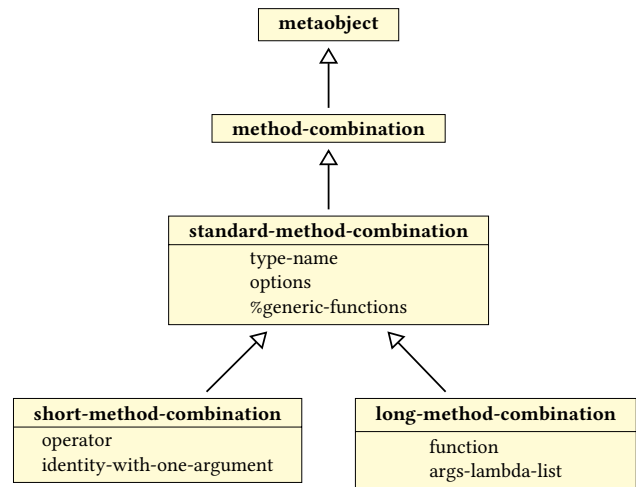 metaobject
method-combination
standard-method-combination
type-name
options
%generic-functions
short-method-combination
operator
identity-with-one-argument
long-method-combination
function
args-lambda-list